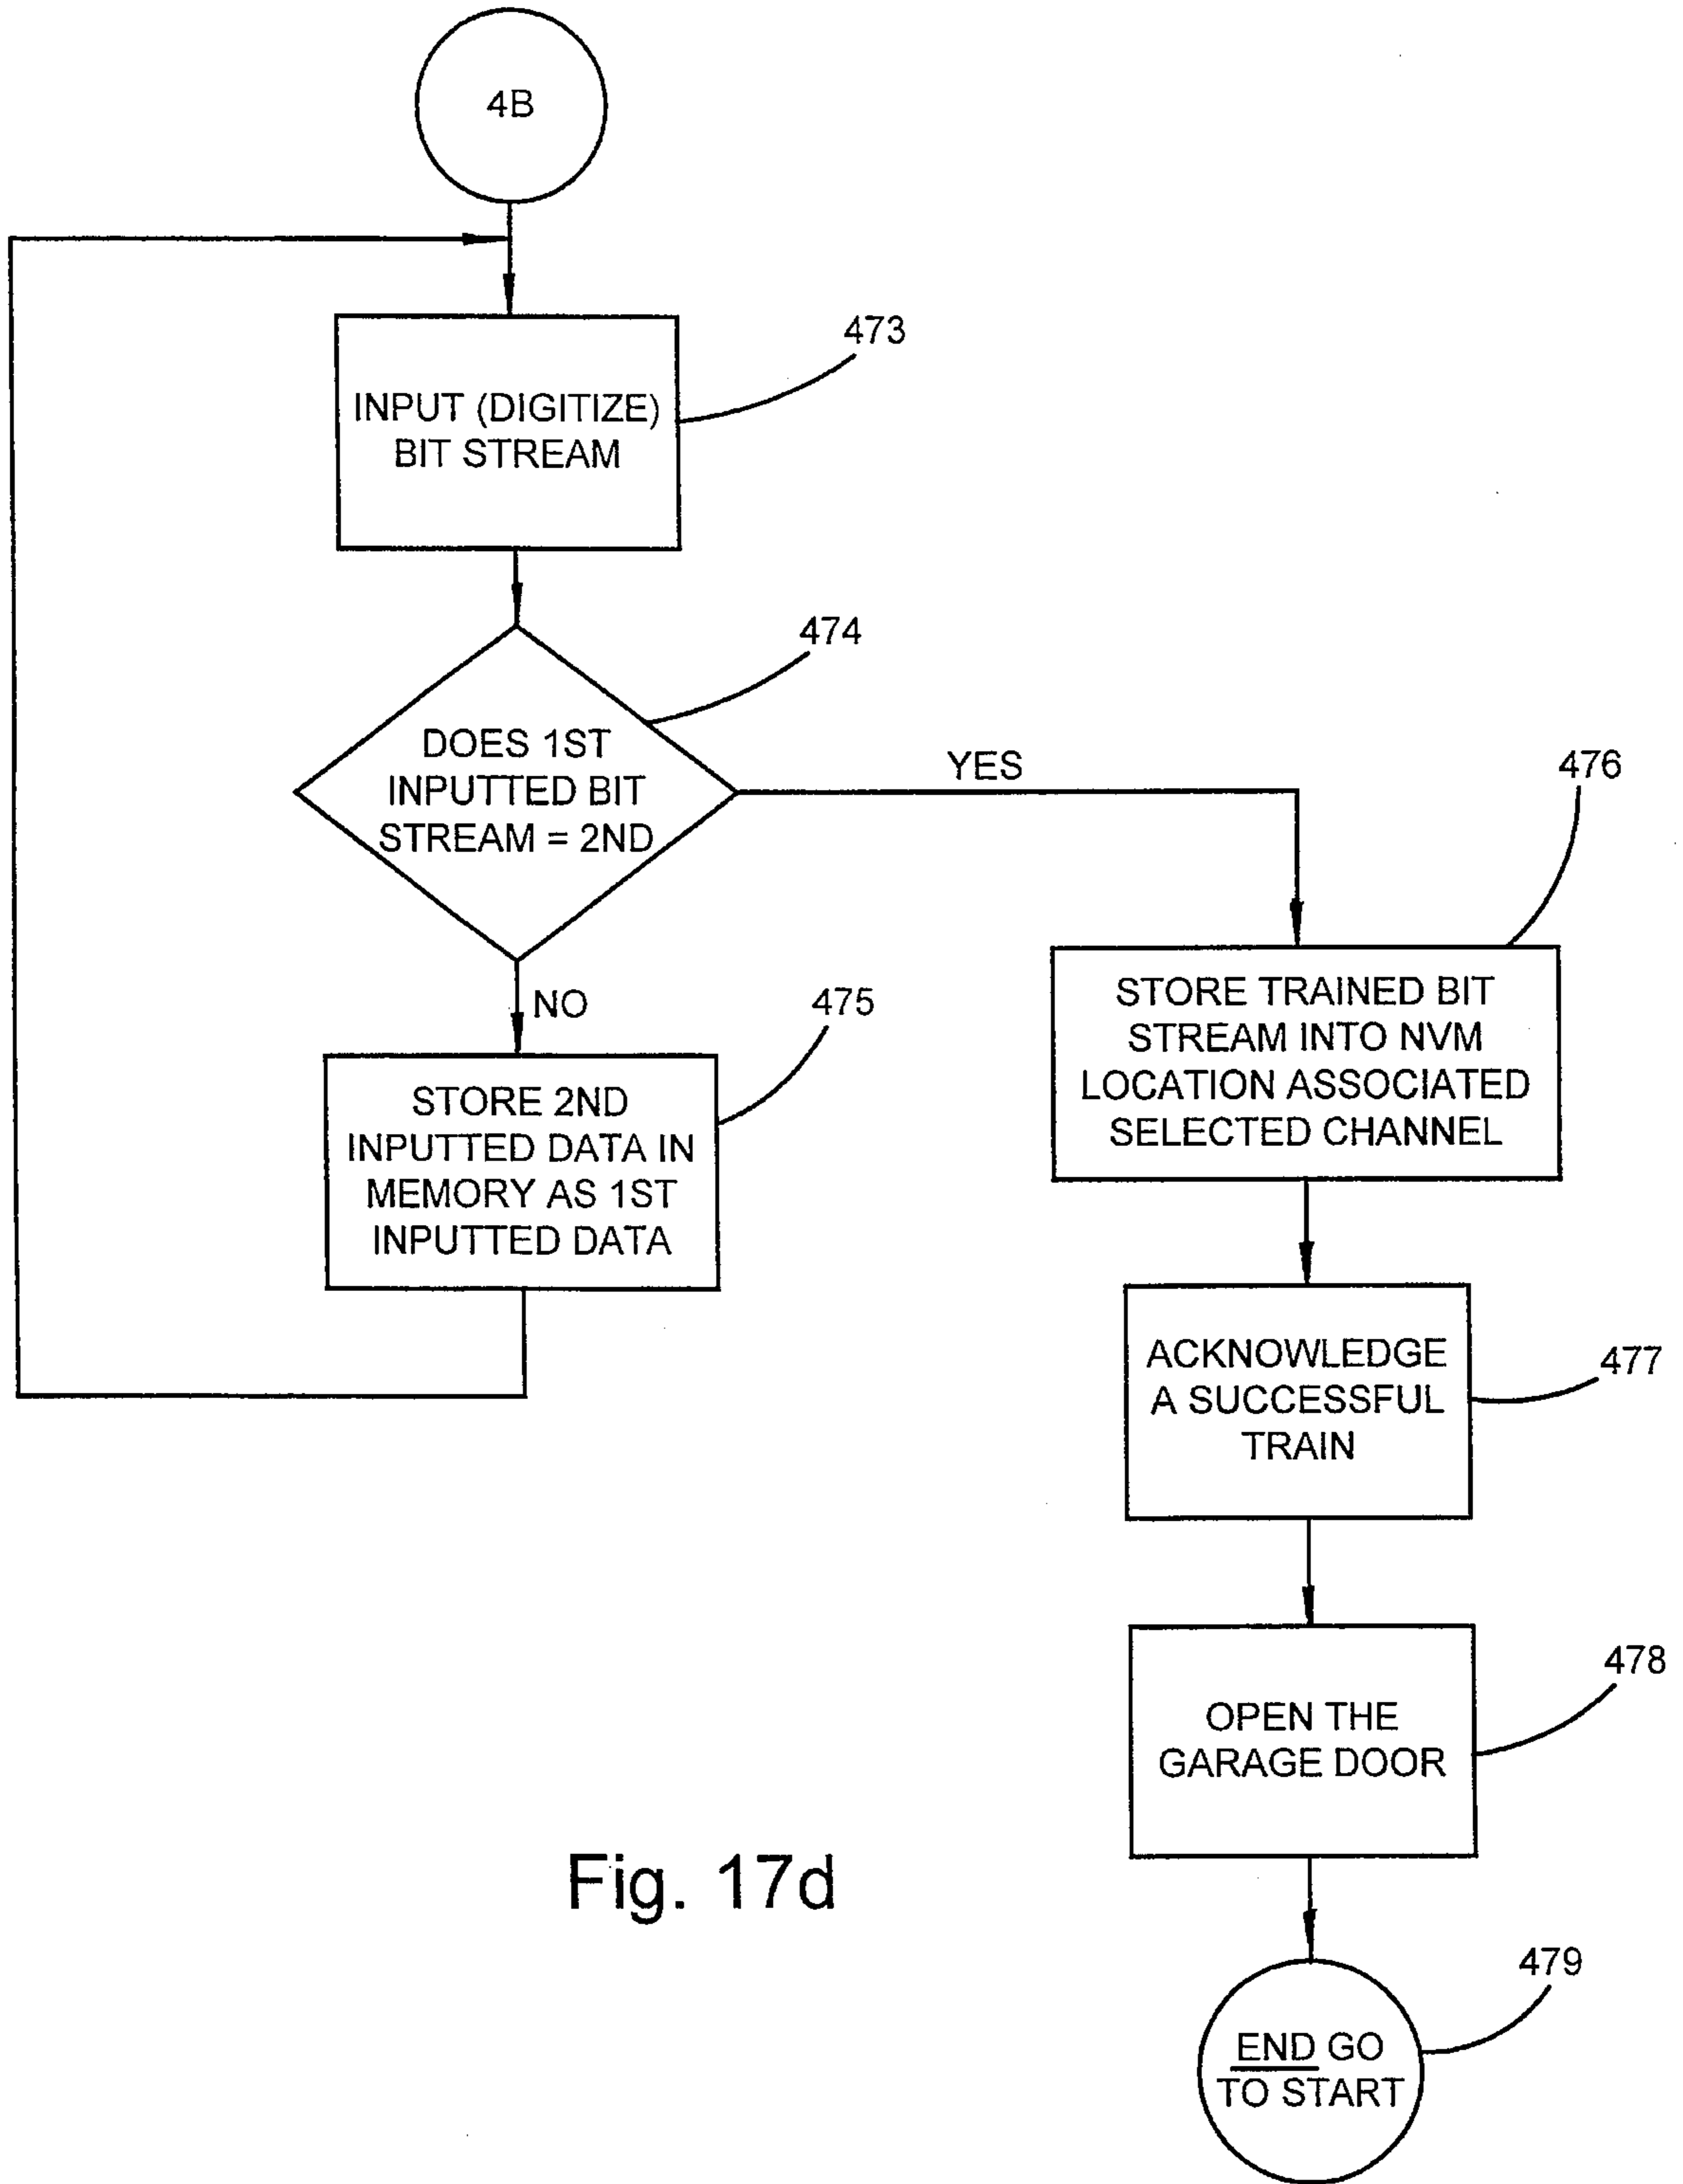 4B
473
INPUT (DIGITIZE)
BIT STREAM
474
DOES 1ST
INPUTTED BIT
STREAM = 2ND
YES
NO
475
STORE 2ND
INPUTTED DATA IN
MEMORY AS 1ST
INPUTTED DATA
476
STORE TRAINED BIT
STREAM INTO NVM
LOCATION ASSOCIATED
SELECTED CHANNEL
477
ACKNOWLEDGE
A SUCCESSFUL
TRAIN
478
OPEN THE
GARAGE DOOR
479
END GO
TO START
Fig. 17d